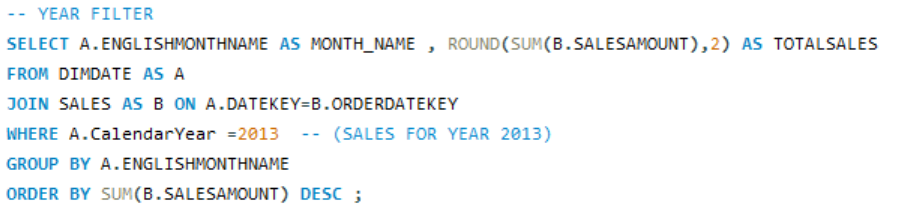 -- YEAR FILTER
SELECT A.ENGLISHMONTHNAME AS MONTH_NAME , ROUND(SUM(B.SALESAMOUNT),2) AS TOTALSALES
FROM DIMDATE AS A
JOIN SALES AS B ON A.DATEKEY=B.ORDERDATEKEY
WHERE A.CalendarYear =2013  -- (SALES FOR YEAR 2013)
GROUP BY A.ENGLISHMONTHNAME
ORDER BY SUM(B.SALESAMOUNT) DESC ;